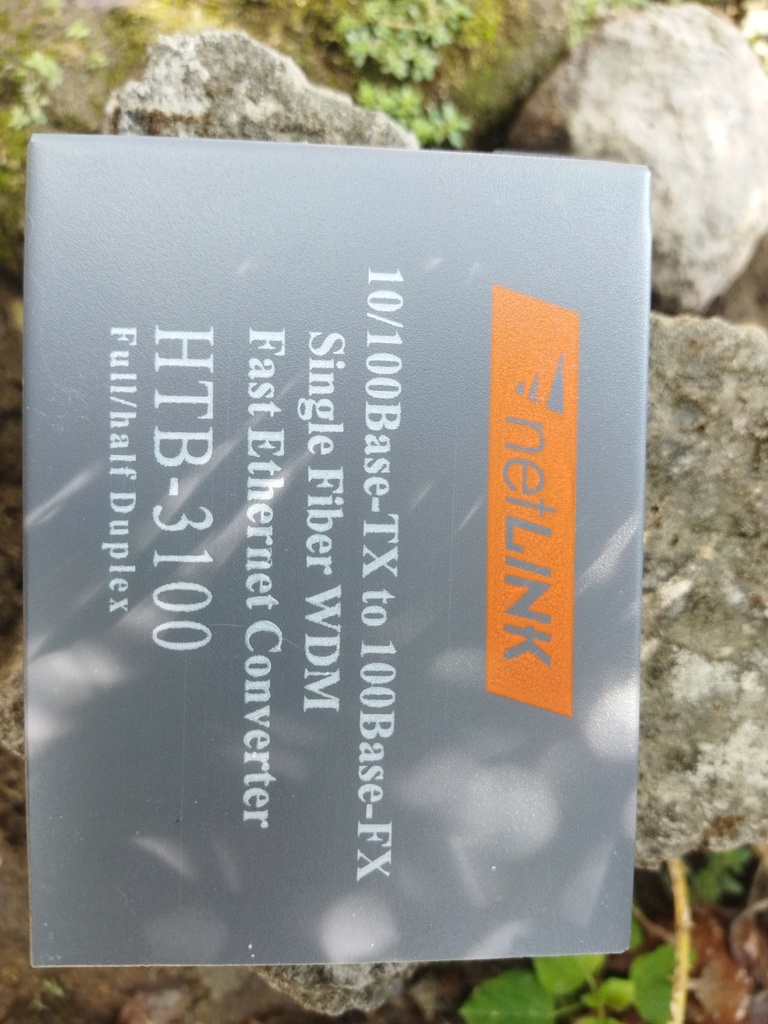 netLINK
10/100Base-TX to 100Base-FX
Single Fiber WDM
Fast Ethernet Converter
HTB-3100
Full/half Duplex